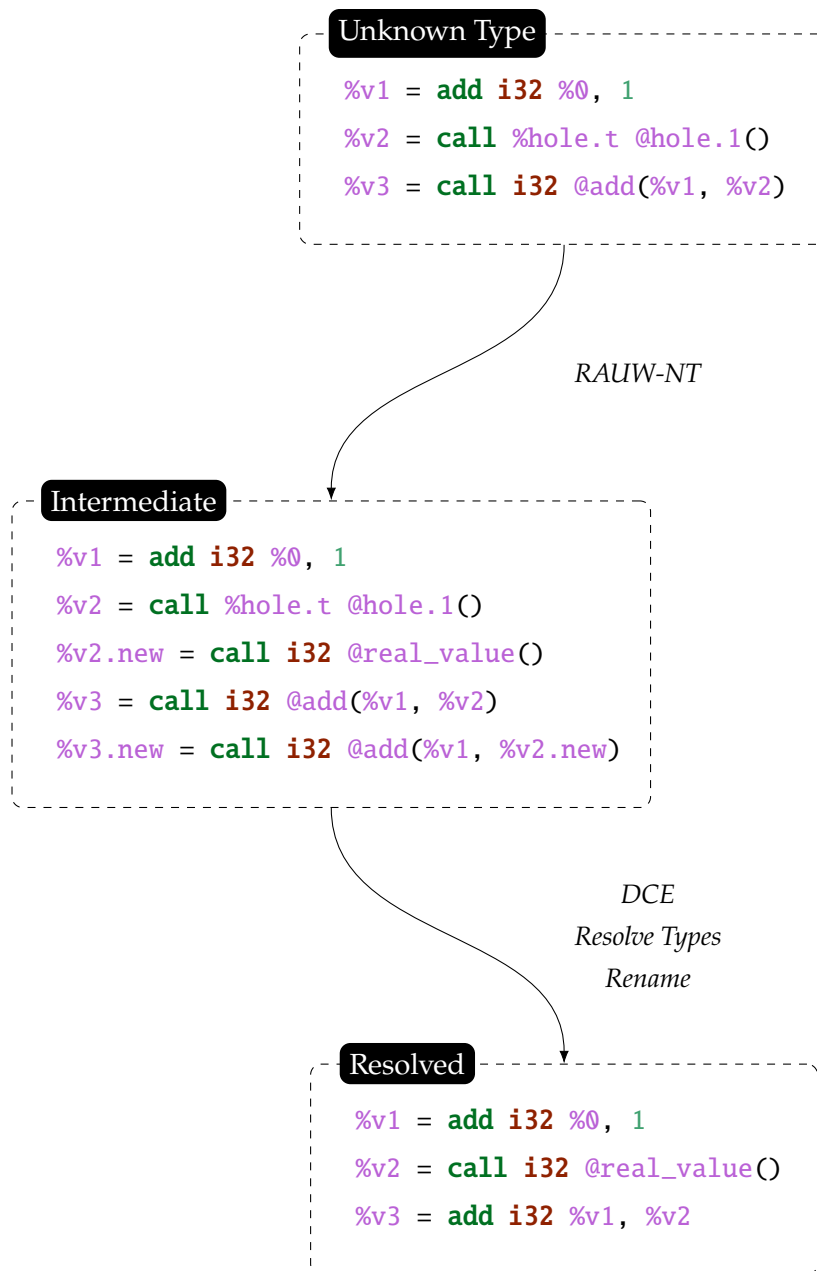 Unknown Type
%v1 = add i32 %0, 1
%v2 = call %hole.t @hole.1()
%v3 = call i32 @add(%v1, %v2)
RAUW-NT
Intermediate
%v1 = add i32 %0, 1
%v2 = call %hole.t @hole.1()
%v2.new = call i32 @real_value()
%v3 = call i32 @add(%v1, %v2)
%v3.new = call i32 @add(%v1, %v2.new)
DCE
Resolve Types
Rename
Resolved
%v1 = add i32 %0, 1
%v2 = call i32 @real_value()
%v3 = add i32 %v1, %v2